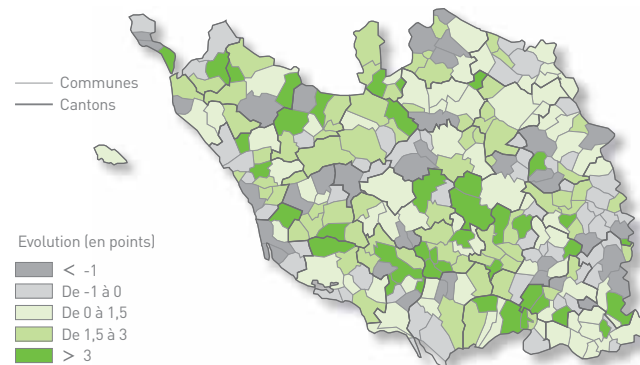 Communes
Cantons
Evolution (en points)
< -1
De -1 à 0
De 0 à 1,5
De 1,5 à 3
> 3